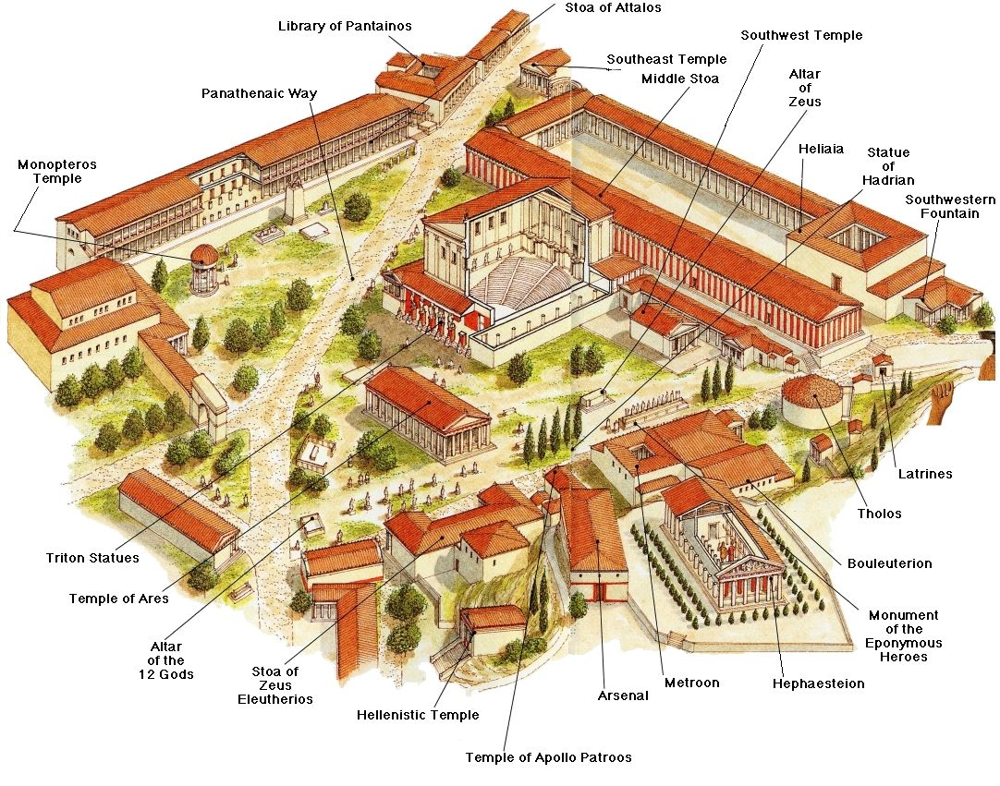 Stoa of Attalos
Library of Pantainos
Southwest Temple
Southeast Temple
Middle Stoa
Altar
of
Zeus
Panathenaic Way
Heliaia
Statue
of
Hadrian
Monopteros
Temple
Southwestern
Fountain
Latrines
Tholos
Triton Statues
Bouleuterion
Temple of Ares
Monument
of the
Eponymous
Heroes
Altar
of the
12 Gods
Stoa of
Zeus
Eleutherios
Metroon
Hephaesteion
Arsenal
Hellenistic Temple
Temple of Apollo Patroos